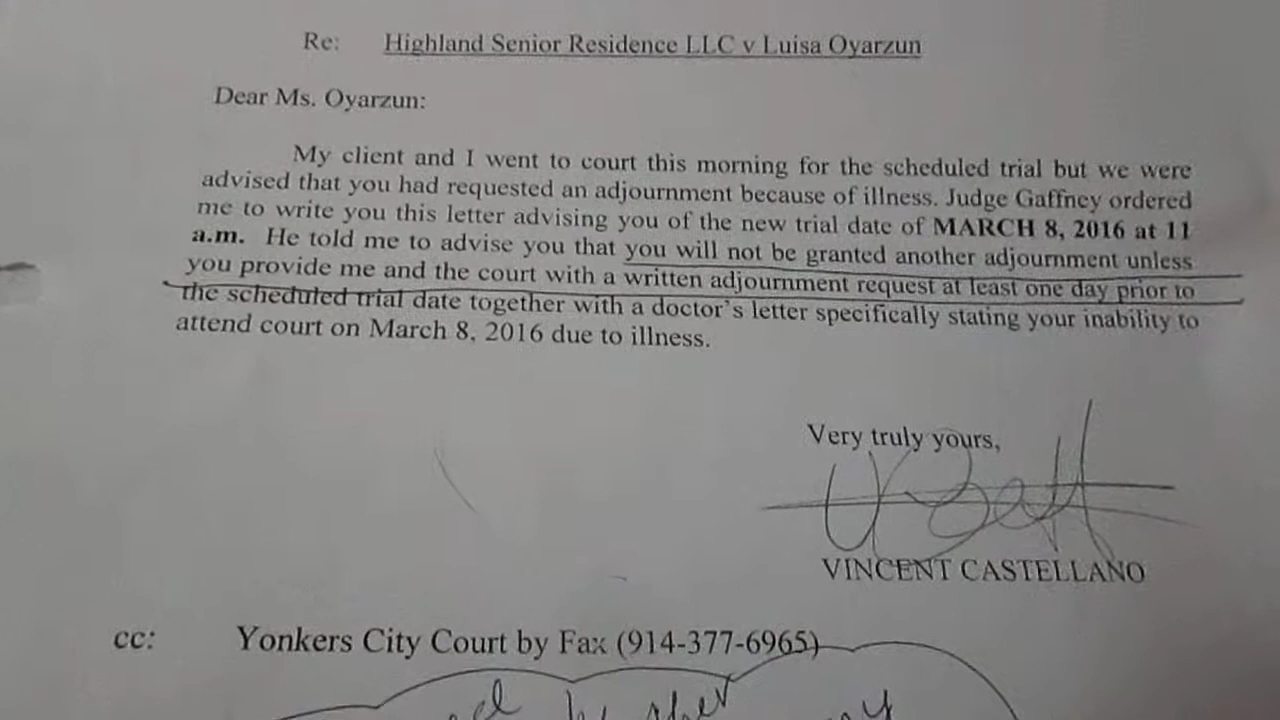 Re: Highland Senior Residence LLC v Luisa Oyarzun
Dear Ms. Oyarzun:
My client and I went to court this morning for the scheduled trial but we were
advised that you had requested an adjournment because of illness. Judge Gaffney ordered
me to write you this letter advising you of the new trial date of MARCH 8, 2016 at 11
a.m. He told me to advise you that you will not be granted another adjournment unless
you provide me and the court with a written adjournment request at least one day prior to
the scheduled trial date together with a doctor's letter specifically stating your inability to
attend court on March 8, 2016 due to illness.
Very truly yours,
VINCENT CASTELLANO
cc: Yonkers City Court by Fax (914-377-6965)